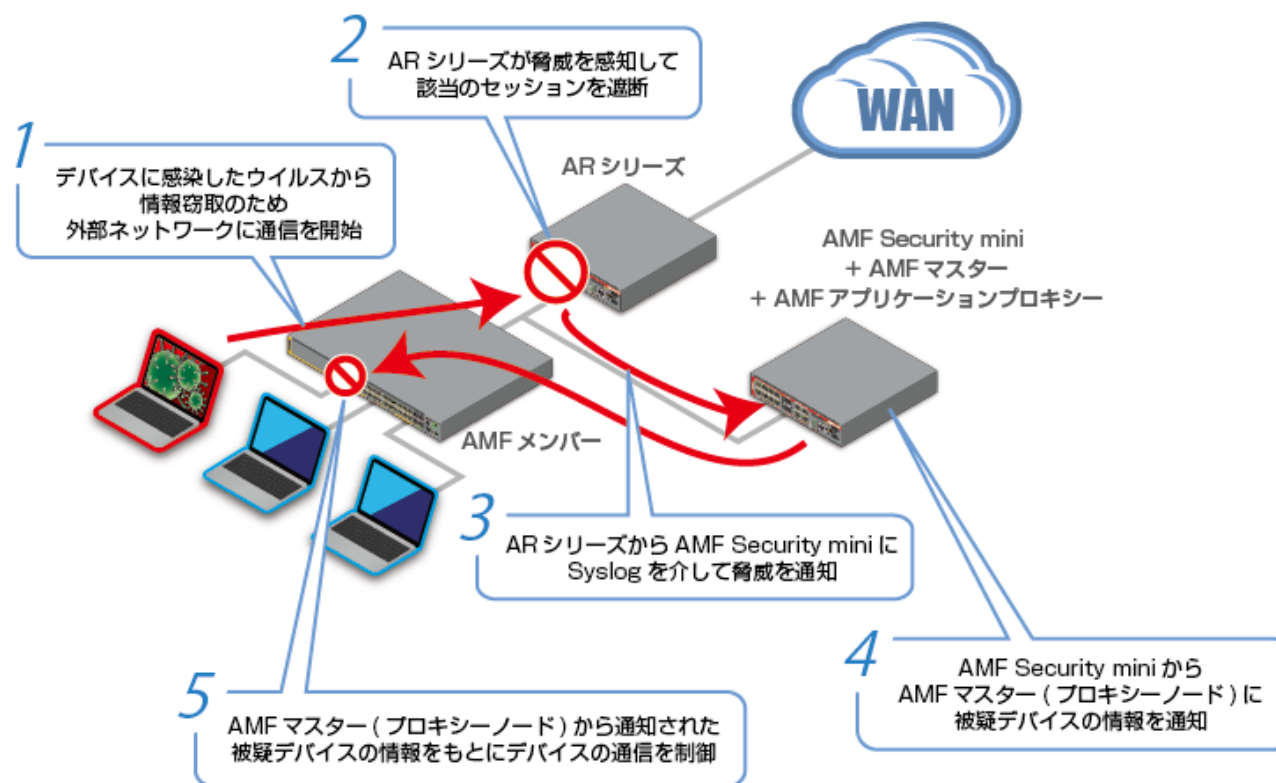 2
AR シリーズが脅威を感知して
該当のセッションを遮断
WAN
1
デバイスに感染したウイルスから
情報窃取のため
外部ネットワークに通信を開始
AR シリーズ
AMF Security mini
+ AMF マスター
+ AMF アプリケーションプロキシー
AMF メンバー
3
AR シリーズから AMF Security mini に
Syslog を介して脅威を通知
4
AMF Security mini から
AMF マスター ( プロキシーノード ) に
被疑デバイスの情報を通知
5
AMF マスター ( プロキシーノード ) から通知された
被疑デバイスの情報をもとにデバイスの通信を制御